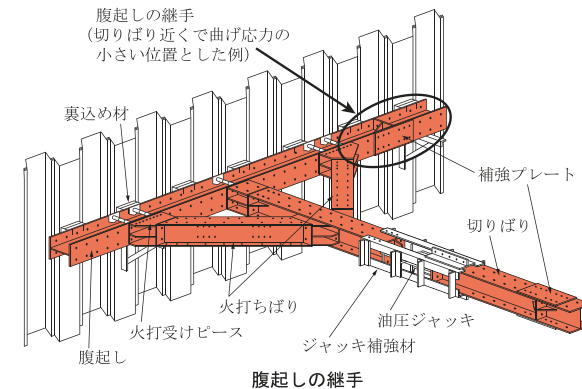 腹起しの継手
（切りばり近くで曲げ応力の
小さい位置とした例）
裏込め材
補強プレート
切りばり
火打ちばり
油圧ジャッキ
火打受けピース
ジャッキ補強材
腹起し
腹起しの継手